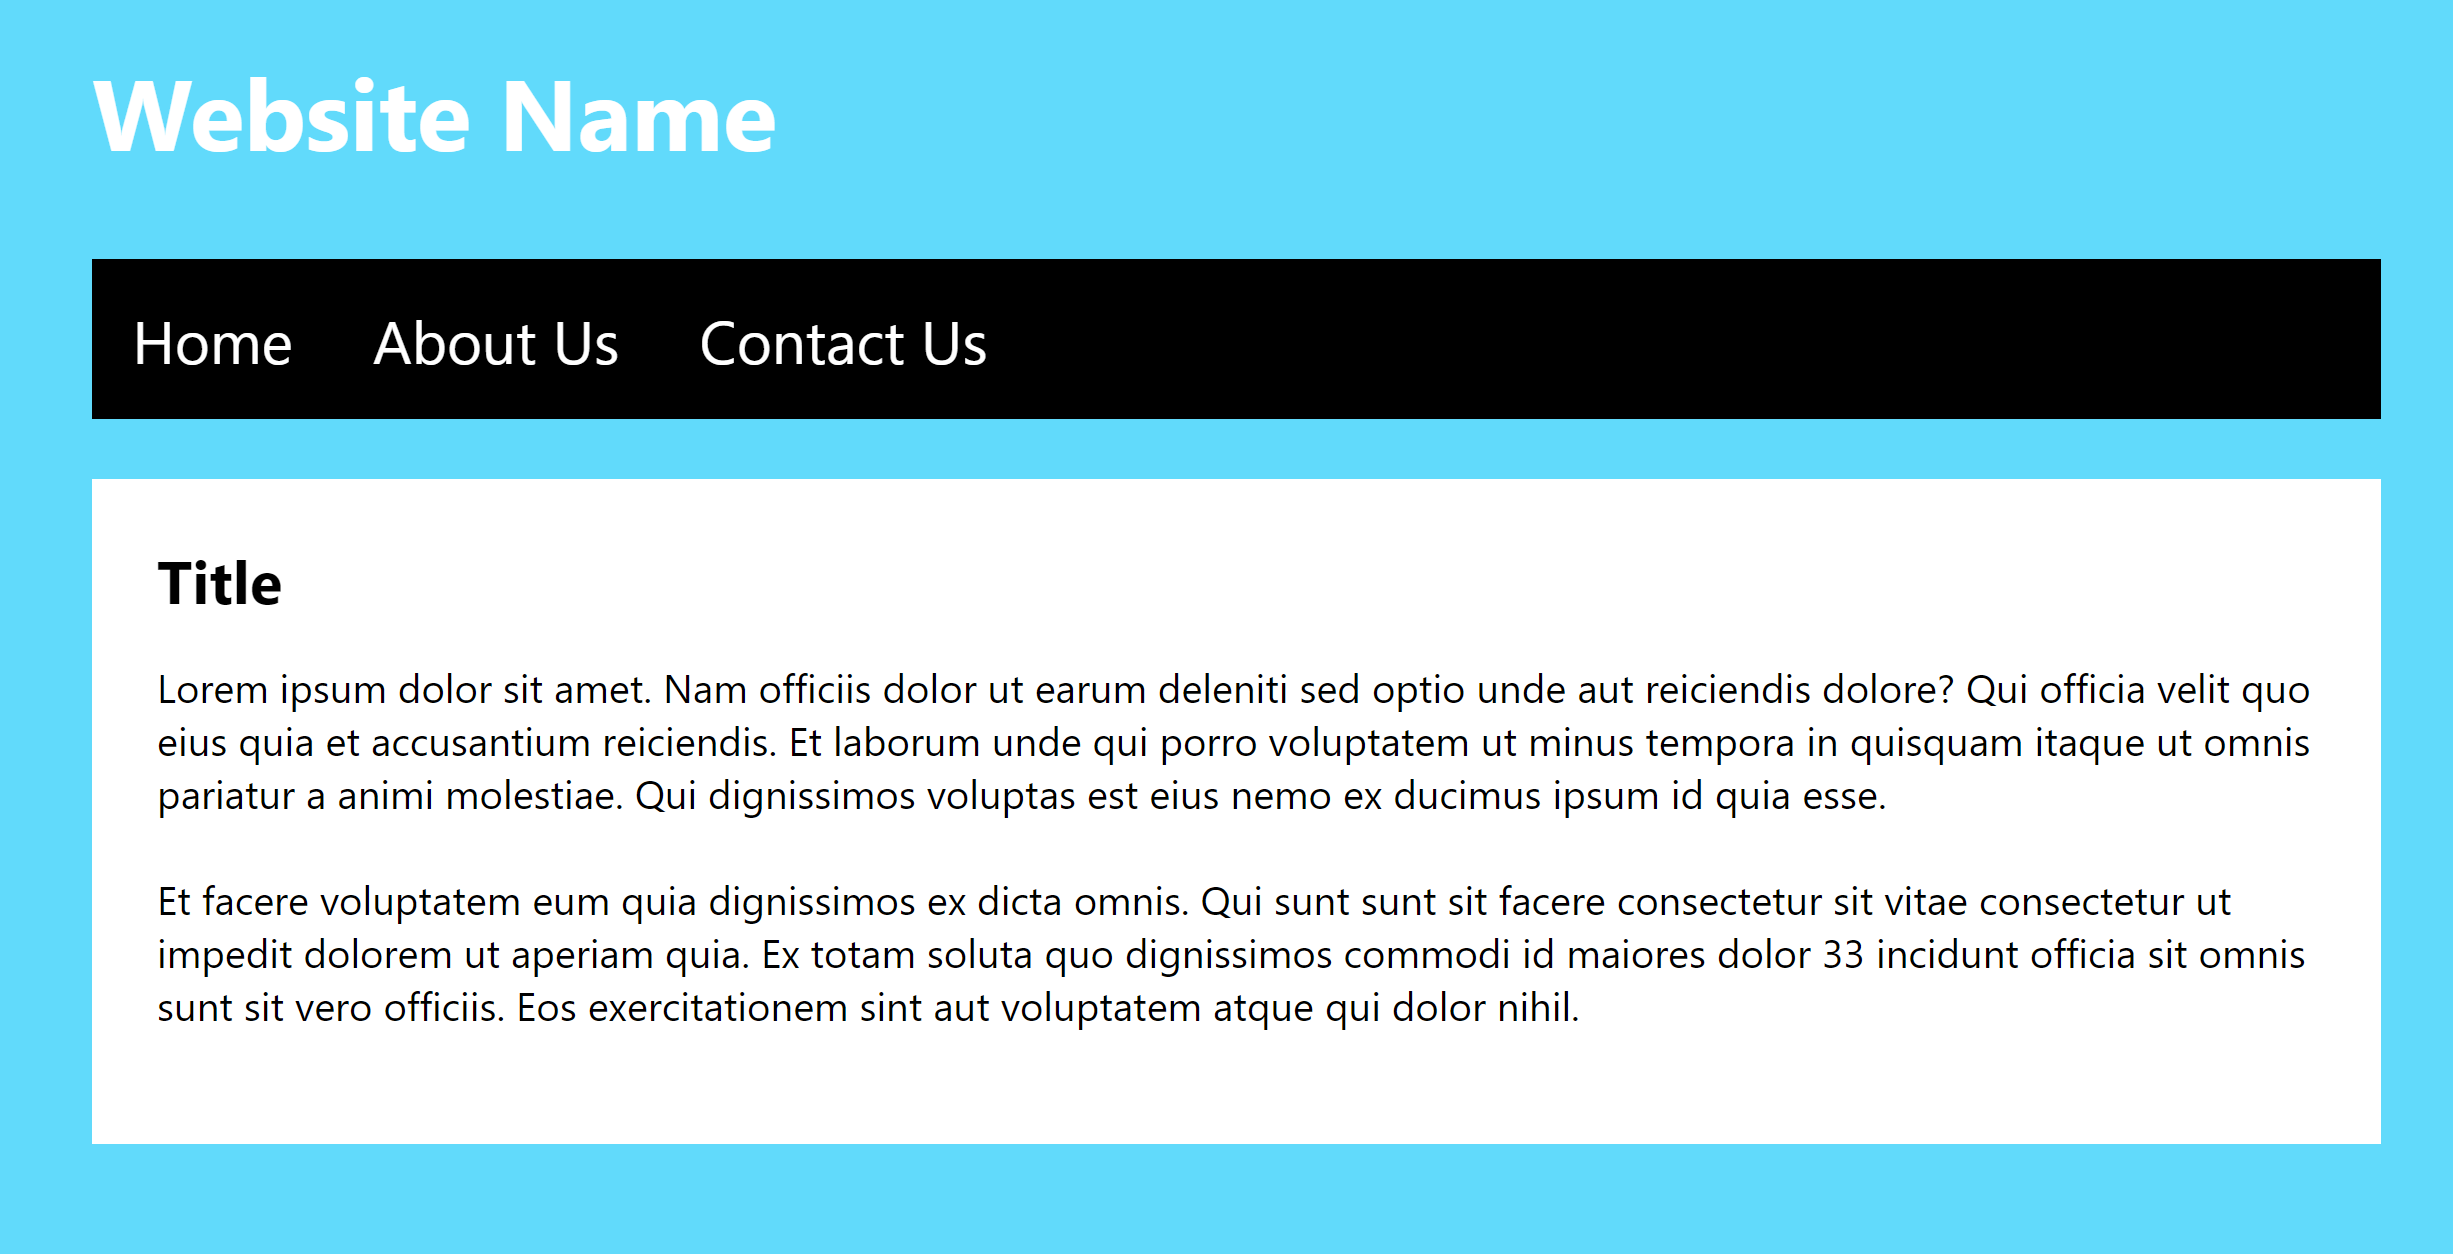 Website Name
Home About Us Contact Us
Title
Lorem ipsum dolor sit amet. Nam officiis dolor ut earum deleniti sed optio unde aut reiciendis dolore? Qui officia velit quo
eius quia et accusantium reiciendis. Et laborum unde qui porro voluptatem ut minus tempora in quisquam itaque ut omnis
pariatur a animi molestiae. Qui dignissimos voluptas est eius nemo ex ducimus ipsum id quia esse.
Et facere voluptatem eum quia dignissimos ex dicta omnis. Qui sunt sunt sit facere consectetur sit vitae consectetur ut
impedit dolorem ut aperiam quia. Ex totam soluta quo dignissimos commodi id maiores dolor 33 incidunt officia sit omnis
sunt sit vero officiis. Eos exercitationem sint aut voluptatem atque qui dolor nihil.